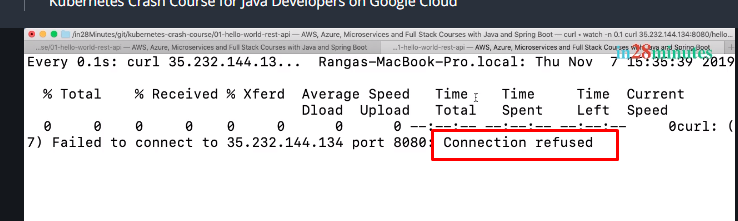 Kubernetes Crash Course for Java Developers on Google Cloud
/in28Minutes/git/kubernetes-crash-course/01-hello-world-rest-api — AWS, Azure, Microservices and Full Stack Courses with Java and Spring Boot — curl • watch -n 0.1 curl 35.232.144.134:8080/hello...
...se/01-hello-world-rest-api — AWS, Azure, Microservices and Full Stack Courses with Java and Spring Boot
...1-hello-world-rest-api — AWS, Azure, Microservices and Full Stack Courses with Java and Spring Boot
in28minutes
Every 0.1s: curl 35.232.144.13... Rangas-MacBook-Pro.local: Thu Nov 7 15:35:39 2019
% Total % Received % Xferd Average Speed Time Time Time Current
Dload Upload Total Spent Left Speed
0 0 0 0 0 0 0 0 --:--:-- --:--:-- --:--:-- 0curl: (
7) Failed to connect to 35.232.144.134 port 8080: Connection refused